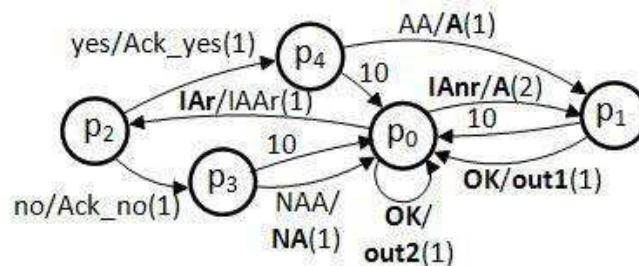 yes/Ack_yes(1)
AA/A(1)
p4
10
IAnr/A(2)
IAr/IAAr(1)
p2
p0
10
p1
10
p3
no/Ack_no(1)
NAA/
NA(1)
OK/
out2(1)
OK/out1(1)